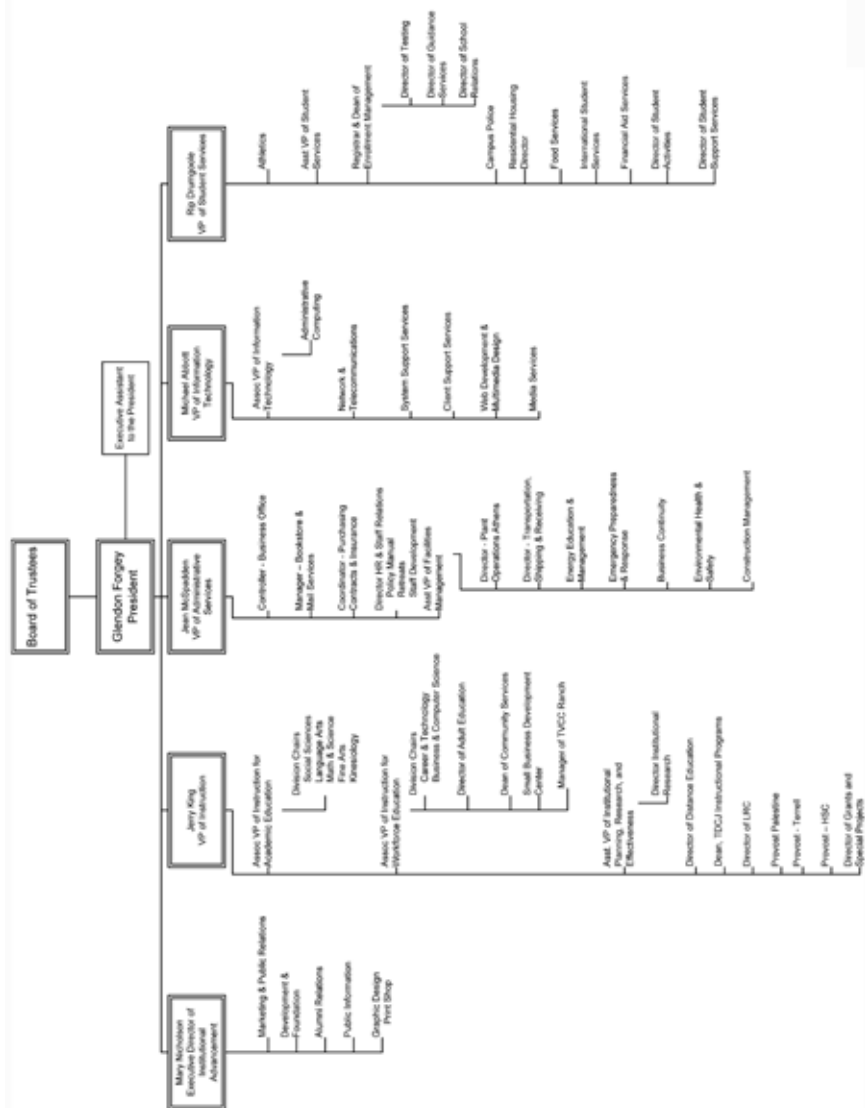 Board of Trustees
Glendon Forgey
President
Executive Assistant
to the President
Mary Nicholson
Executive Director of
Institutional
Advancement
Marketing & Public Relations
Development &
Foundation
Alumni Relations
Public Information
Graphic Design
Print Shop
Jerry King
VP of Instruction
Assoc VP of Instruction for
Academic Education
Division Chairs
Social Sciences
Language Arts
Math & Science
Fine Arts
Kinesiology
Assoc VP of Instruction for
Workforce Education
Division Chairs
Career & Technology
Business & Computer Science
Director of Adult Education
Dean of Community Services
Small Business Development
Center
Manager of TVCC Ranch
Asst. VP of Institutional
Planning, Research, and
Effectiveness
Director Institutional
Research
Director of Distance Education
Dean, TDCJ Instructional Programs
Director of LRC
Provost Palestine
Provost - Terrell
Provost – HSC
Director of Grants and
Special Projects
Jean McSpadden
VP of Administrative
Services
Controller - Business Office
Manager – Bookstore &
Mail Services
Coordinator - Purchasing
Contracts & Insurance
Director HR & Staff Relations
Policy Manual
Retreats
Staff Development
Asst VP of Facilities
Management
Director - Plant
Operations Athens
Director - Transportation,
Shipping & Receiving
Energy Education &
Management
Emergency Preparedness
& Response
Business Continuity
Environmental Health &
Safety
Construction Management
Michael Abbott
VP of Information
Technology
Assoc VP of Information
Technology
Administrative
Computing
Network &
Telecommunications
System Support Services
Client Support Services
Web Development &
Multimedia Design
Media Services
Rip Drumgoole
VP of Student Services
Athletics
Asst VP of Student
Services
Registrar & Dean of
Enrollment Management
Director of Testing
Director of Guidance
Services
Director of School
Relations
Campus Police
Residential Housing
Director
Food Services
International Student
Services
Financial Aid Services
Director of Student
Activities
Director of Student
Support Services